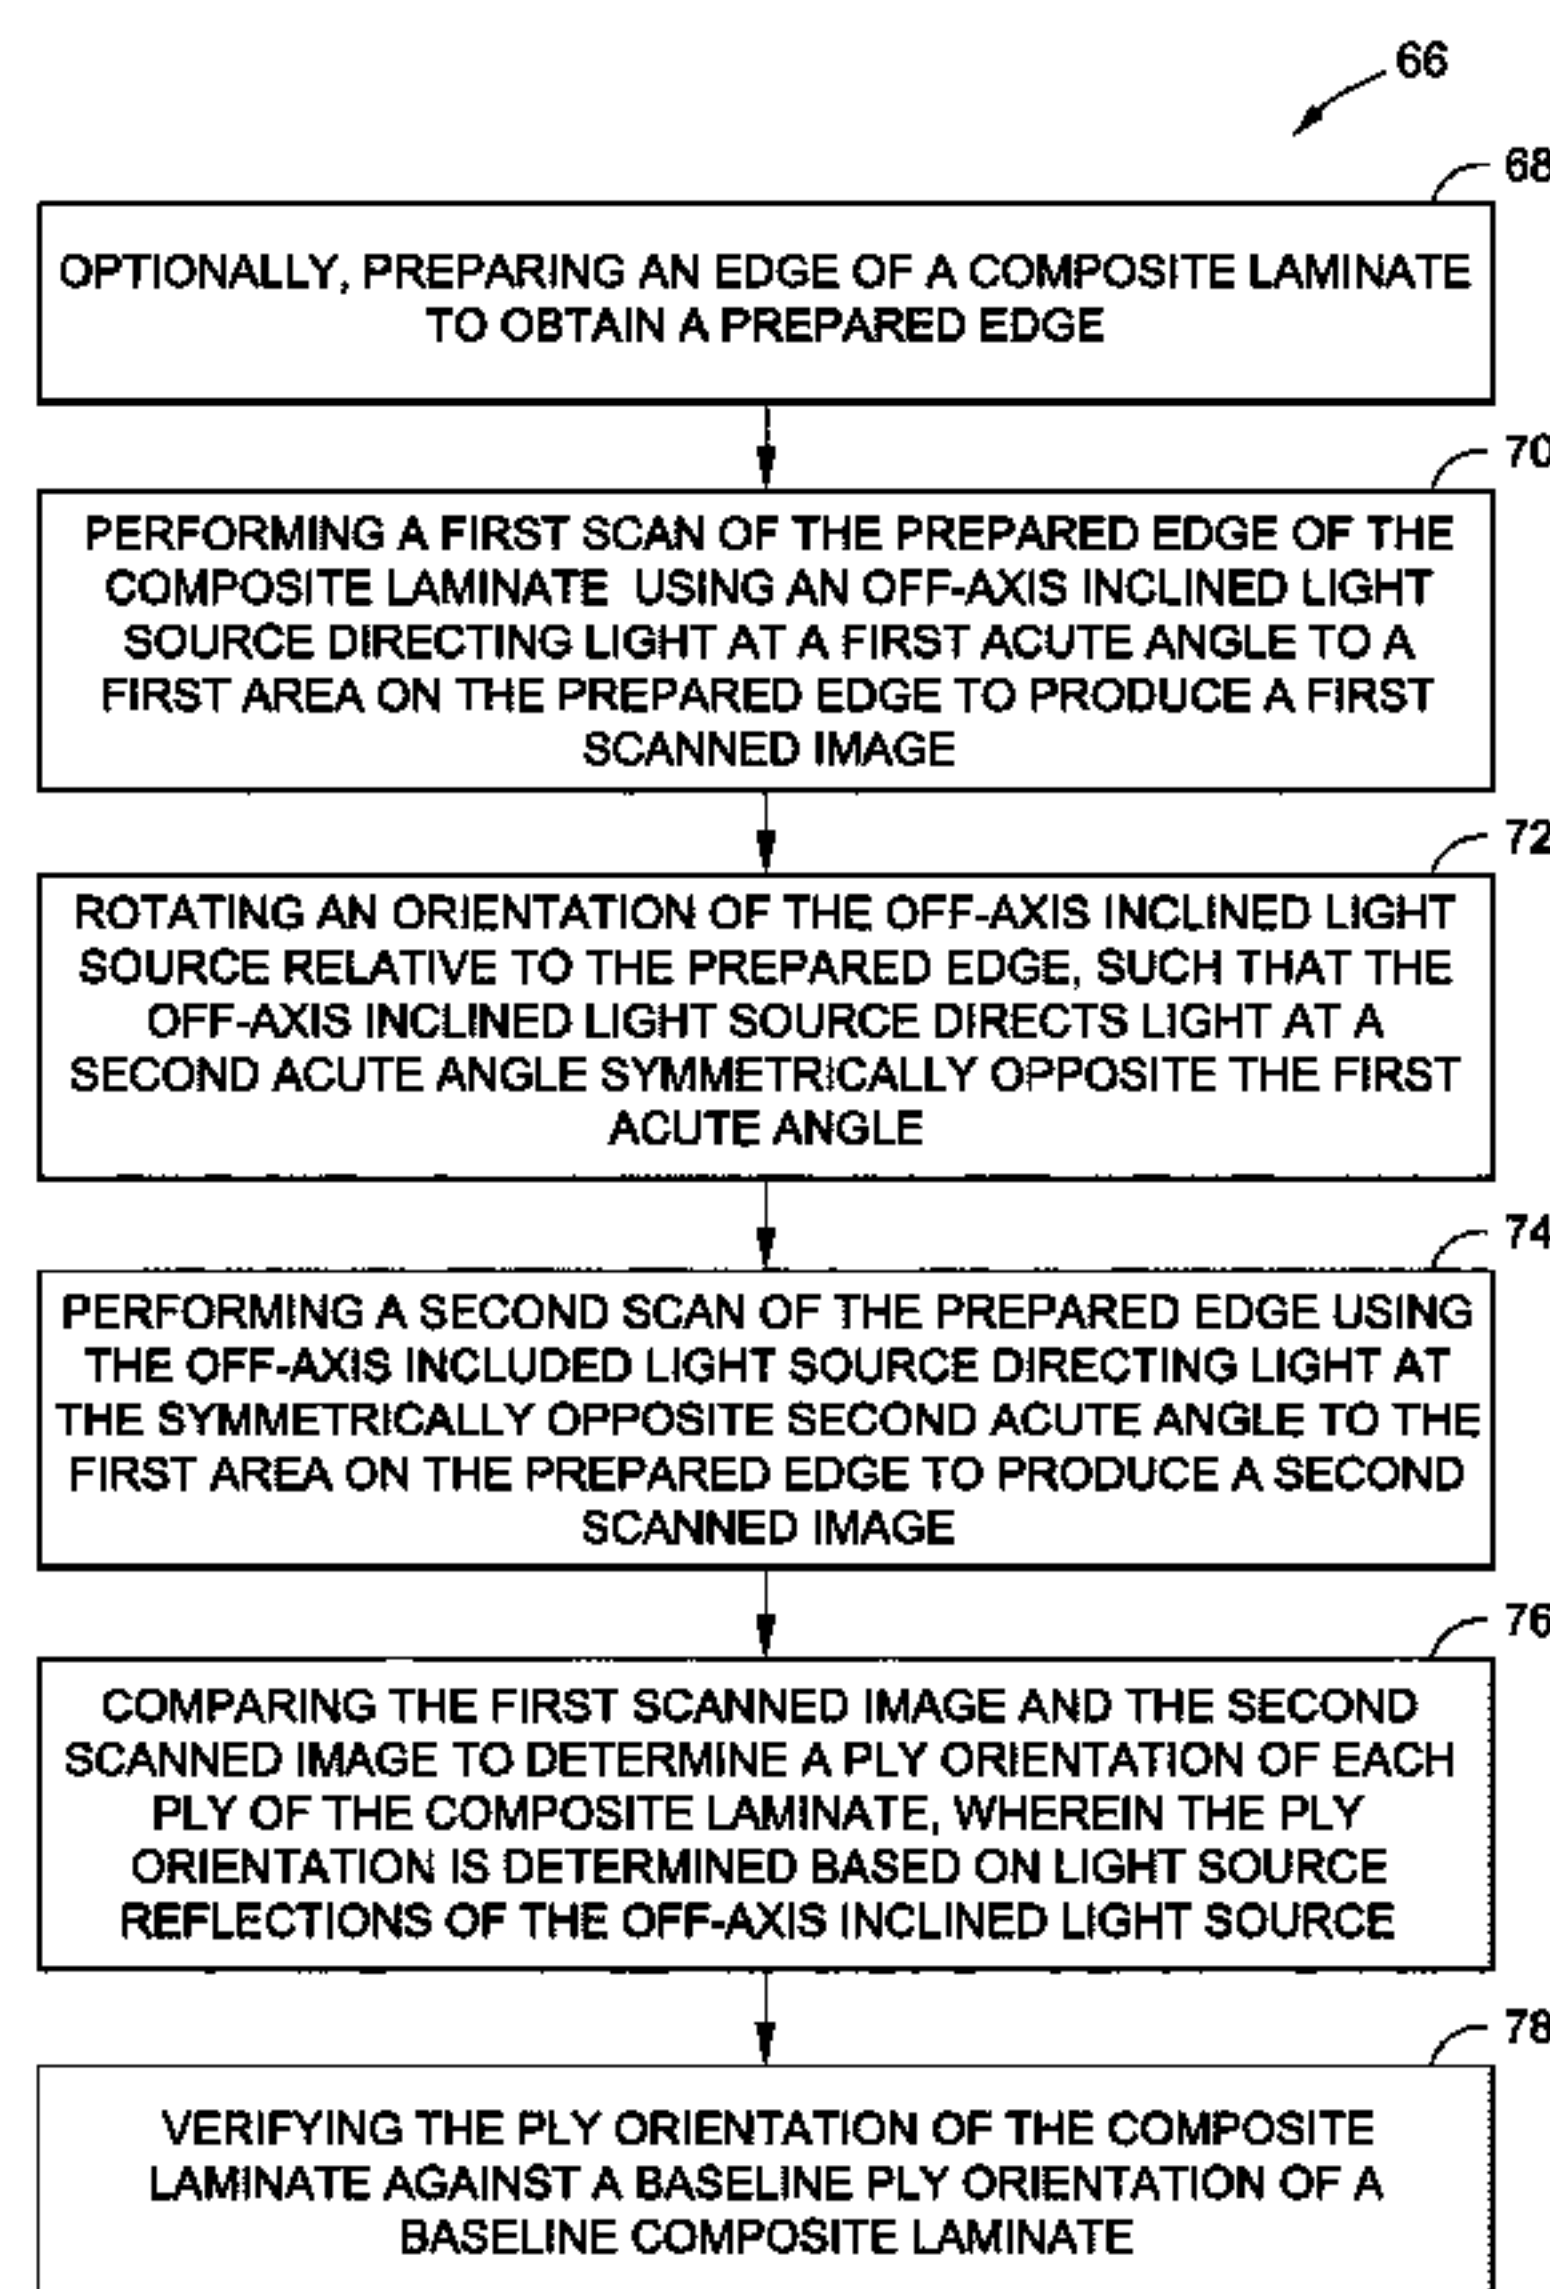 66
68
OPTIONALLY, PREPARING AN EDGE OF A COMPOSITE LAMINATE
TO OBTAIN A PREPARED EDGE
70
PERFORMING A FIRST SCAN OF THE PREPARED EDGE OF THE
COMPOSITE LAMINATE USING AN OFF-AXIS INCLINED LIGHT
SOURCE DIRECTING LIGHT AT A FIRST ACUTE ANGLE TO A
FIRST AREA ON THE PREPARED EDGE TO PRODUCE A FIRST
SCANNED IMAGE
72
ROTATING AN ORIENTATION OF THE OFF-AXIS INCLINED LIGHT
SOURCE RELATIVE TO THE PREPARED EDGE, SUCH THAT THE
OFF-AXIS INCLINED LIGHT SOURCE DIRECTS LIGHT AT A
SECOND ACUTE ANGLE SYMMETRICALLY OPPOSITE THE FIRST
ACUTE ANGLE
74
PERFORMING A SECOND SCAN OF THE PREPARED EDGE USING
THE OFF-AXIS INCLUDED LIGHT SOURCE DIRECTING LIGHT AT
THE SYMMETRICALLY OPPOSITE SECOND ACUTE ANGLE TO THE
FIRST AREA ON THE PREPARED EDGE TO PRODUCE A SECOND
SCANNED IMAGE
76
COMPARING THE FIRST SCANNED IMAGE AND THE SECOND
SCANNED IMAGE TO DETERMINE A PLY ORIENTATION OF EACH
PLY OF THE COMPOSITE LAMINATE, WHEREIN THE PLY
ORIENTATION IS DETERMINED BASED ON LIGHT SOURCE
REFLECTIONS OF THE OFF-AXIS INCLINED LIGHT SOURCE
78
VERIFYING THE PLY ORIENTATION OF THE COMPOSITE
LAMINATE AGAINST A BASELINE PLY ORIENTATION OF A
BASELINE COMPOSITE LAMINATE